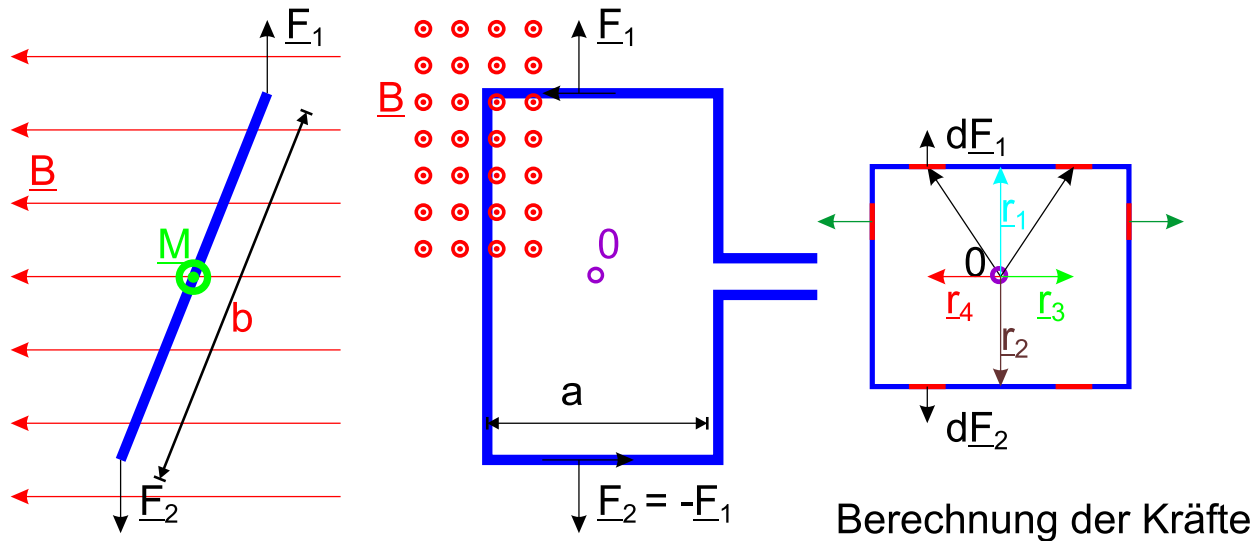 F₁
B
M
b
F₂
F₁
B
0
a
F₂ = -F₁
dF₁
r₁
0
r₄
r₃
r₂
dF₂
Berechnung der Kräfte